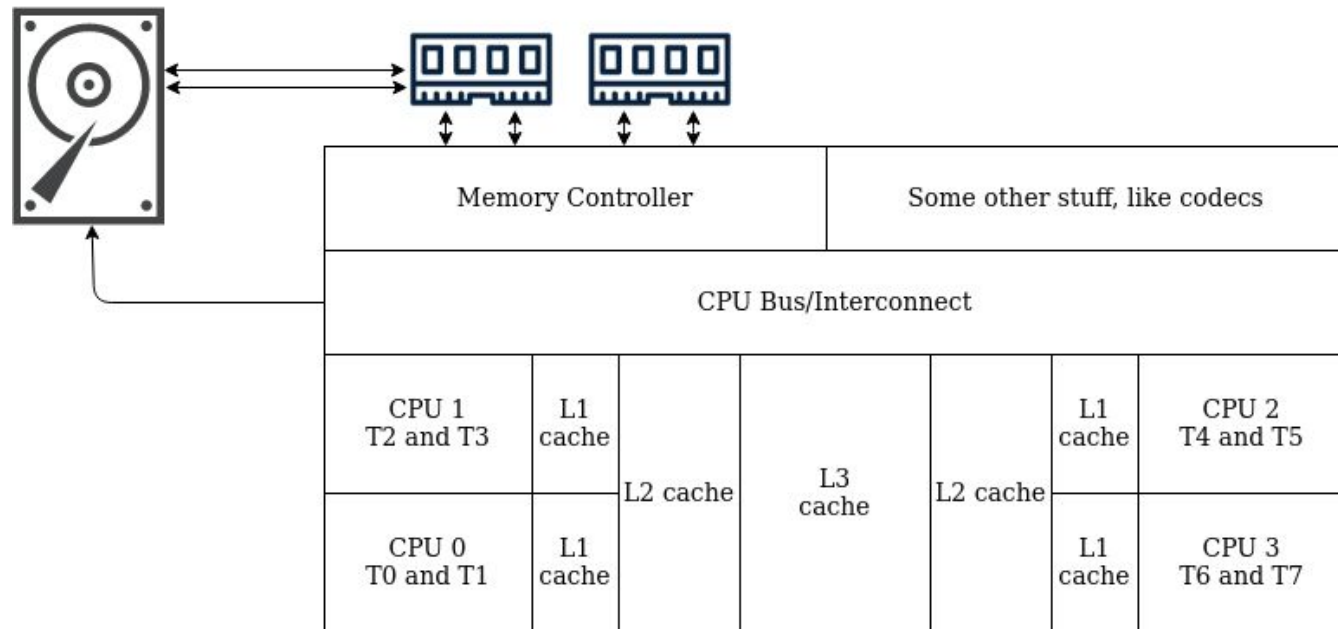 Memory Controller
Some other stuff, like codecs
CPU Bus/Interconnect
CPU 1
T2 and T3
L1
cache
L2 cache
L3
cache
L2 cache
L1
cache
CPU 2
T4 and T5
CPU 0
T0 and T1
L1
cache
L1
cache
CPU 3
T6 and T7